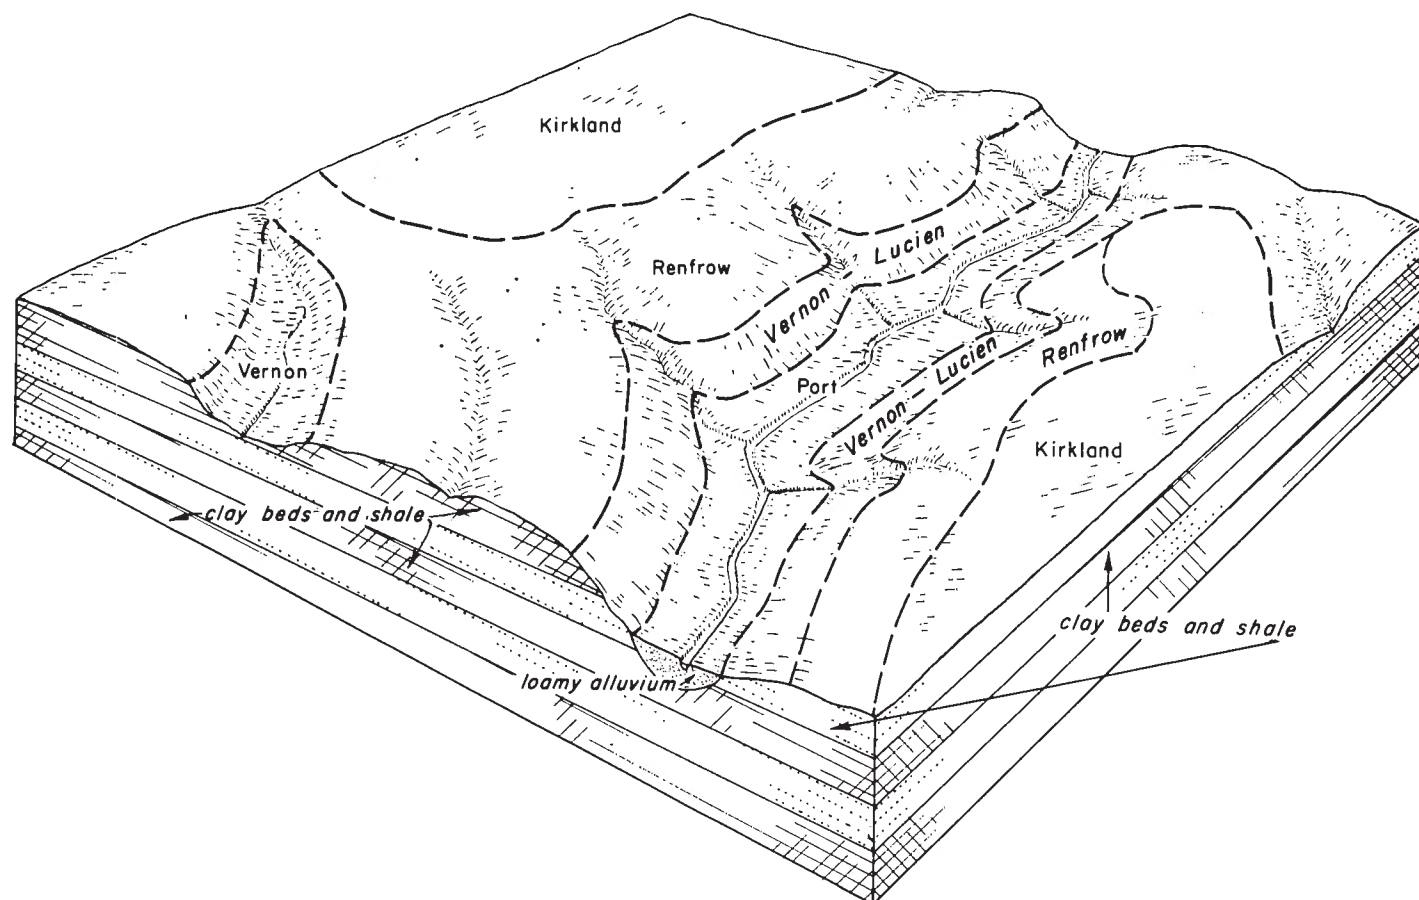 Kirkland
Renfrow
Vernon
Lucien
Vernon
Port
Lucien
Renfrow
Vernon
Kirkland
clay beds and shale
clay beds and shale
loamy alluvium